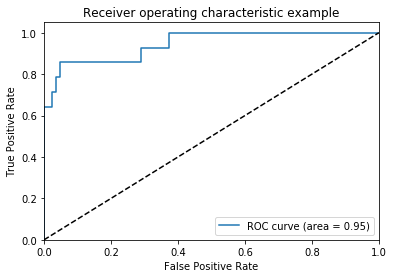 Receiver operating characteristic example
True Positive Rate
1.0
0.8
0.6
0.4
0.2
0.0
ROC curve (area = 0.95)
0.0 0.2 0.4 0.6 0.8 1.0
False Positive Rate